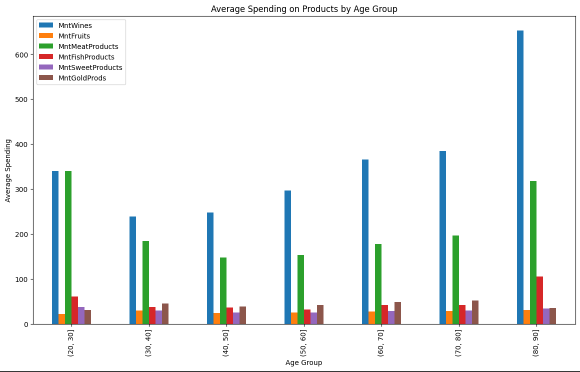 Average Spending on Products by Age Group
MntWines
MntFruits
MntMeatProducts
MntFishProducts
MntSweetProducts
MntGoldProds
Average Spending
600
500
400
300
200
100
0
(20, 30]
(30, 40]
(40, 50]
(50, 60]
(60, 70]
(70, 80]
(80, 90]
Age Group